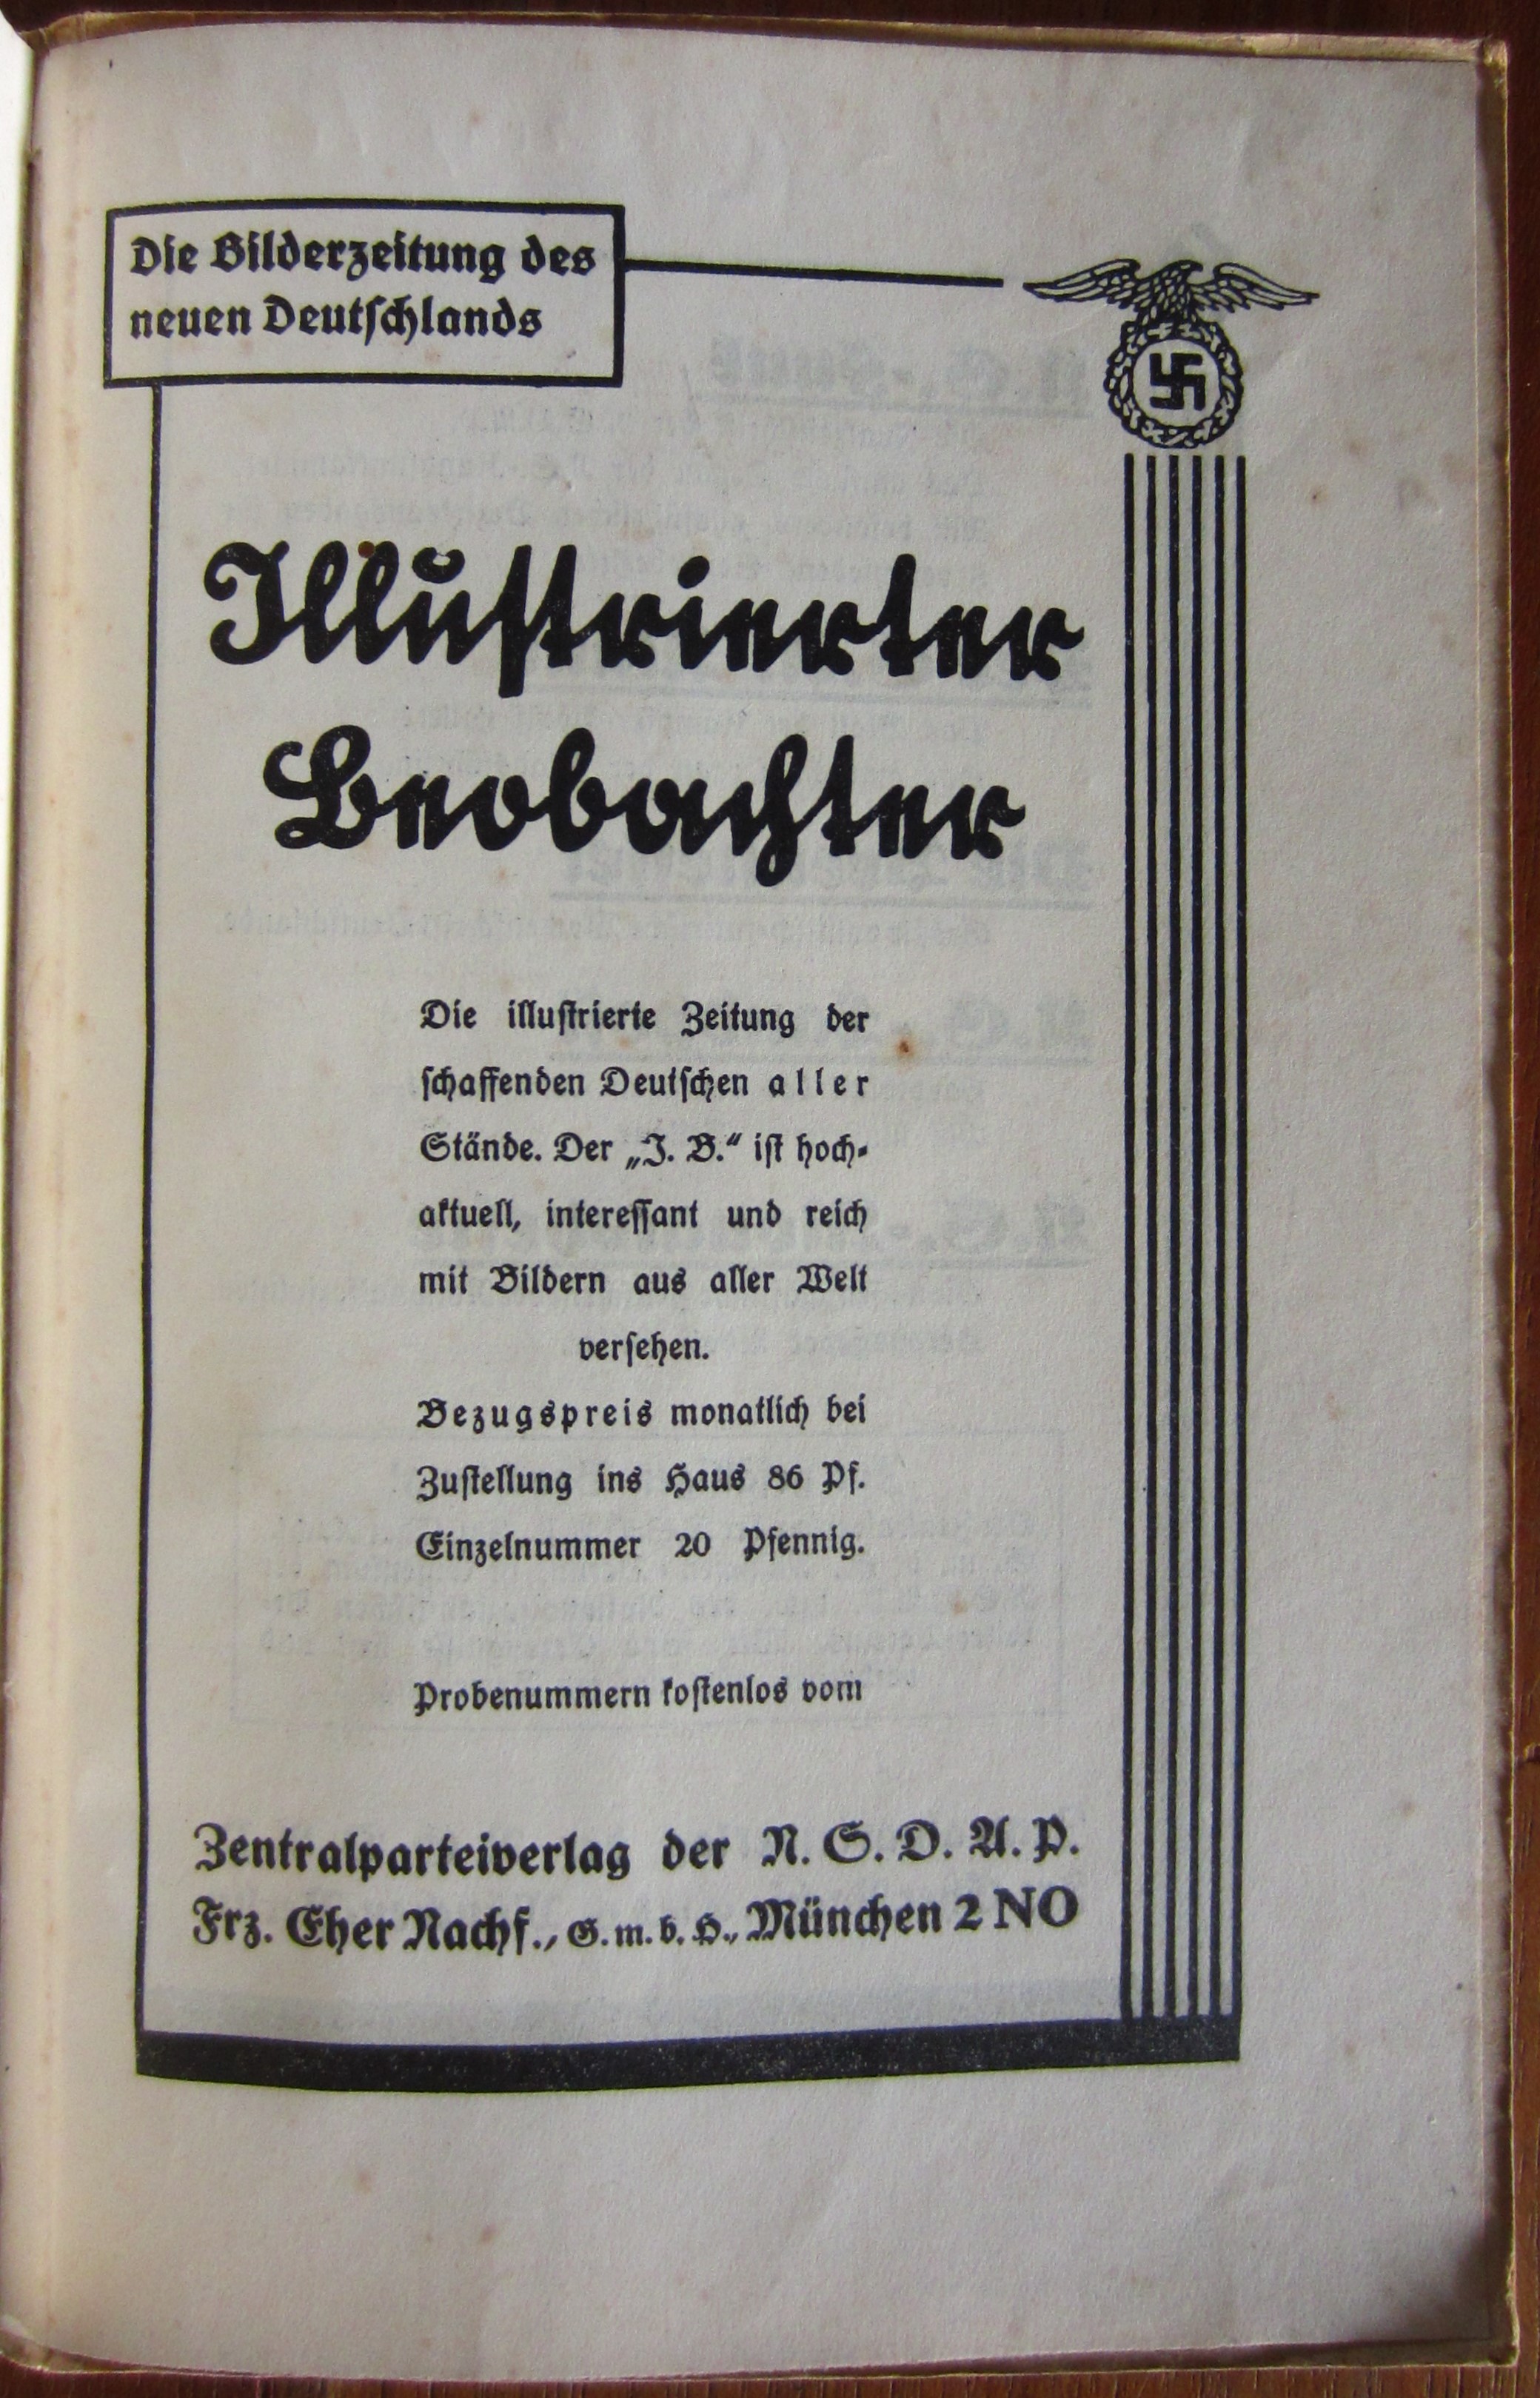 Die Bilderzeitung des
neuen Deutſchlands
Illuſtrierter
Beobachter
Die illuſtrierte Zeitung der
ſchaffenden Deutſchen aller
Stände. Der „J. B.“ iſt hoch-
aktuell, intereſſant und reich
mit Bildern aus aller Welt
verſehen.
Bezugspreis monatlich bei
Zuſtellung ins Haus 86 Pf.
Einzelnummer 20 Pfennig.
Probenummern koſtenlos vom
Zentralparteiverlag der N. S. D. A. P.
Frz. Eher Nachf., G. m. b. H., München 2 NO